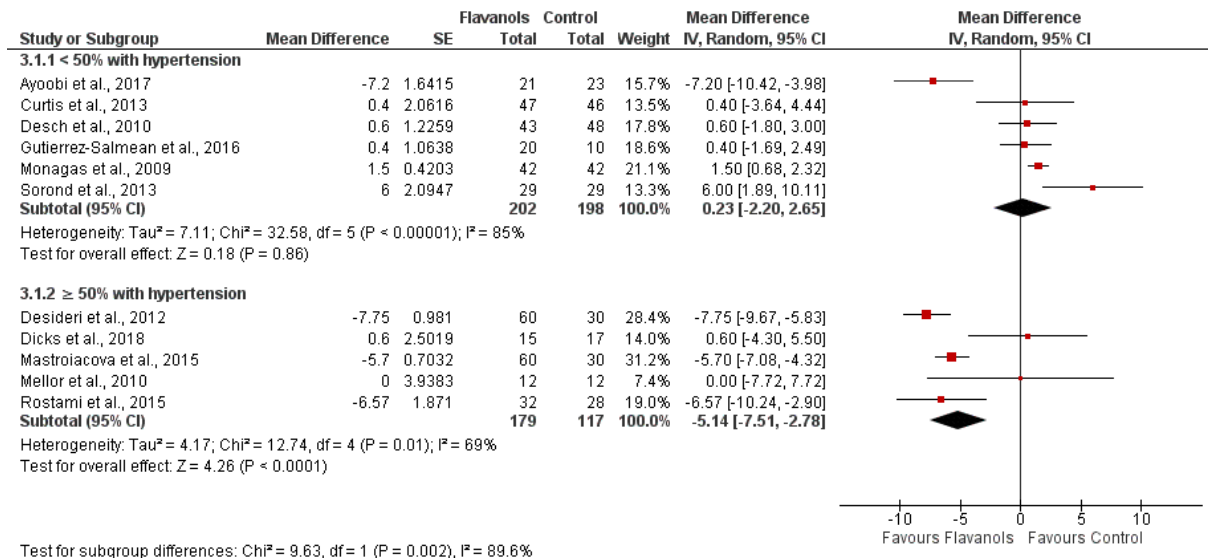 Flavanols Control Mean Difference Mean Difference
Study or Subgroup Mean Difference SE Total Total Weight IV, Random, 95% CI IV, Random, 95% CI
3.1.1 < 50% with hypertension
Ayoobi et al., 2017 -7.2 1.6415 21 23 15.7% -7.20 [-10.42, -3.98]
Curtis et al., 2013 0.4 2.0616 47 46 13.5% 0.40 [-3.64, 4.44]
Desch et al., 2010 0.6 1.2259 43 48 17.8% 0.60 [-1.80, 3.00]
Gutierrez-Salmean et al., 2016 0.4 1.0638 20 10 18.6% 0.40 [-1.69, 2.49]
Monagas et al., 2009 1.5 0.4203 42 42 21.1% 1.50 [0.68, 2.32]
Sorond et al., 2013 6 2.0947 29 29 13.3% 6.00 [1.89, 10.11]
Subtotal (95% CI) 202 198 100.0% 0.23 [-2.20, 2.65]
Heterogeneity: Tau² = 7.11; Chi² = 32.58, df = 5 (P < 0.00001); I² = 85%
Test for overall effect: Z = 0.18 (P = 0.86)
3.1.2 ≥ 50% with hypertension
Desideri et al., 2012 -7.75 0.981 60 30 28.4% -7.75 [-9.67, -5.83]
Dicks et al., 2018 0.6 2.5019 15 17 14.0% 0.60 [-4.30, 5.50]
Mastroiacova et al., 2015 -5.7 0.7032 60 30 31.2% -5.70 [-7.08, -4.32]
Mellor et al., 2010 0 3.9383 12 12 7.4% 0.00 [-7.72, 7.72]
Rostami et al., 2015 -6.57 1.871 32 28 19.0% -6.57 [-10.24, -2.90]
Subtotal (95% CI) 179 117 100.0% -5.14 [-7.51, -2.78]
Heterogeneity: Tau² = 4.17; Chi² = 12.74, df = 4 (P = 0.01); I² = 69%
Test for overall effect: Z = 4.26 (P < 0.0001)
-10 -5 0 5 10
Favours Flavanols Favours Control
Test for subgroup differences: Chi² = 9.63, df = 1 (P = 0.002), I² = 89.6%